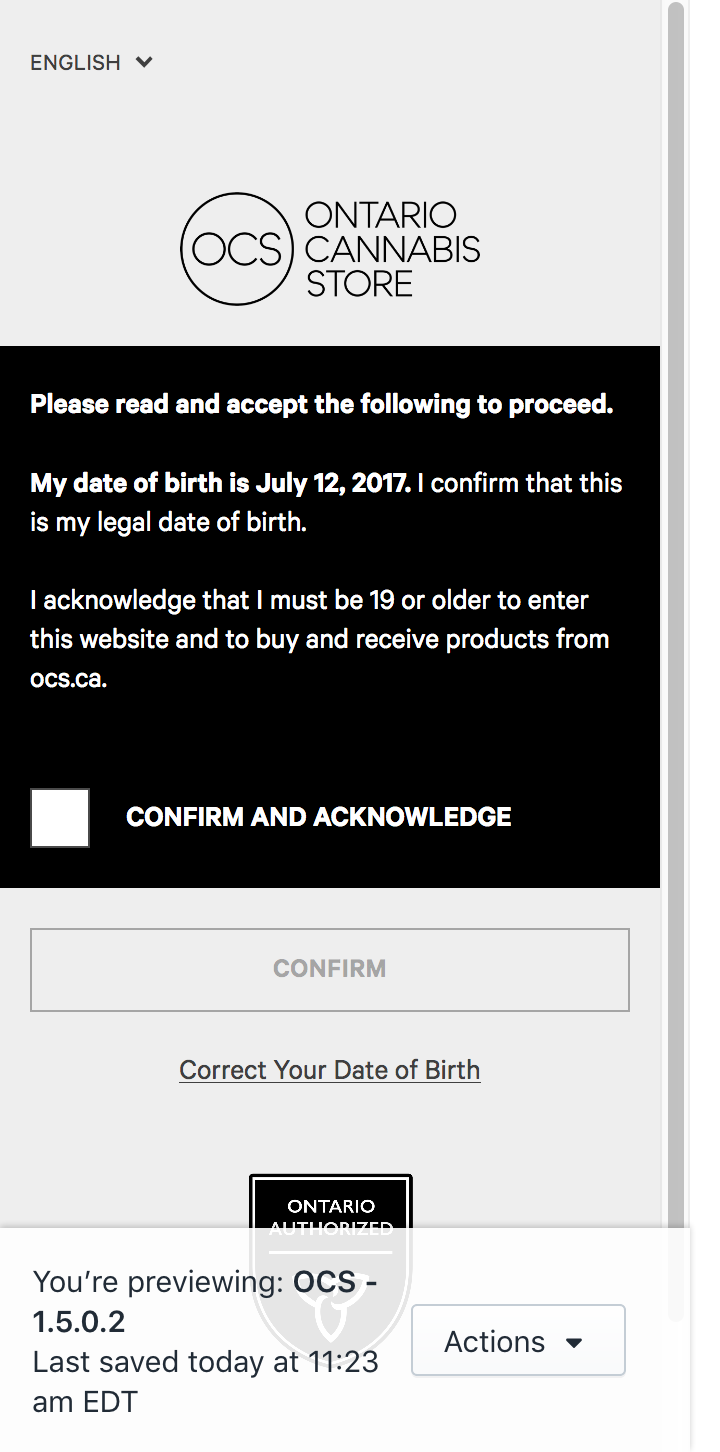 ENGLISH
OCS
ONTARIO
CANNABIS
STORE
Please read and accept the following to proceed.
My date of birth is July 12, 2017. I confirm that this
is my legal date of birth.
I acknowledge that I must be 19 or older to enter
this website and to buy and receive products from
ocs.ca.
CONFIRM AND ACKNOWLEDGE
CONFIRM
Correct Your Date of Birth
ONTARIO
AUTHORIZED
You’re previewing: OCS -
1.5.0.2
Last saved today at 11:23
am EDT
Actions